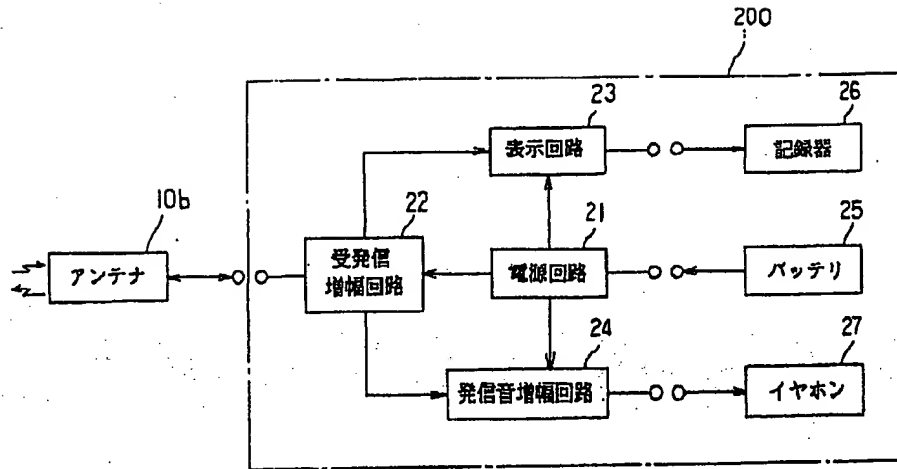 200
23
表示回路
26
記録器
10b
アンテナ
22
受発信
増幅回路
21
電源回路
25
バッテリ
24
発信音増幅回路
27
イヤホン